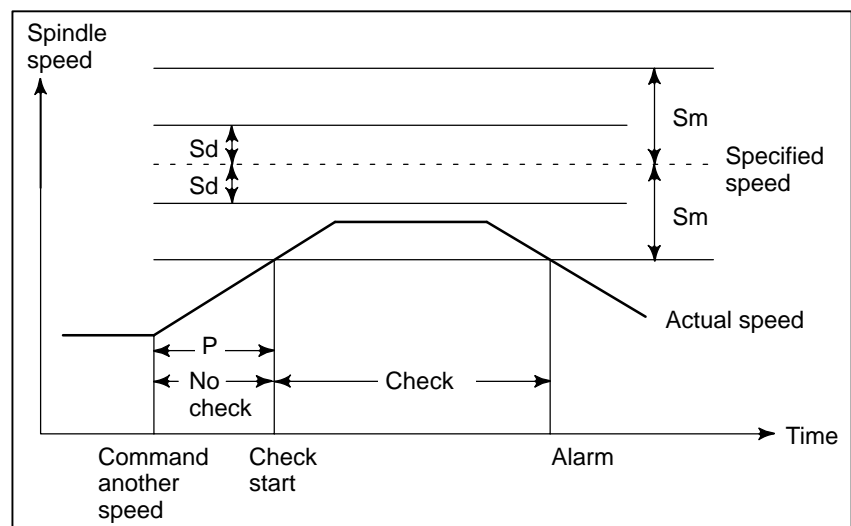 Spindle
speed
Sm
Sd
Specified
speed
Sd
Sm
Actual speed
P
No
check
Check
Time
Command
another
speed
Check
start
Alarm